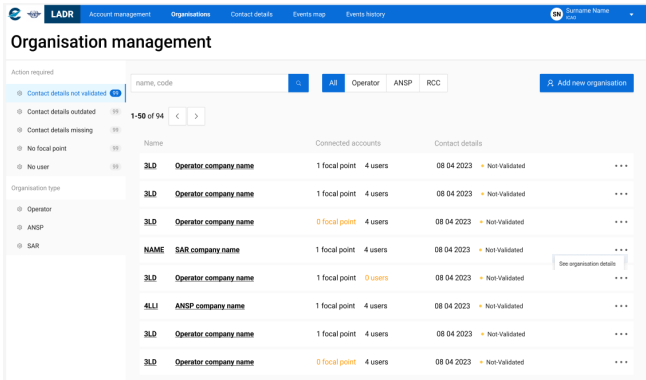 LADR Account management Organisations Contact details Events map Events history SN Surname Name
ICAO
Organisation management
Action required
Contact details not validated 99
Contact details outdated 99
Contact details missing 99
No focal point 99
No user 99
Organisation type
Operator
ANSP
SAR
name, code All Operator ANSP RCC Add new organisation
1-50 of 94 < >
Name Connected accounts Contact details
3LD Operator company name 1 focal point 4 users 08 04 2023 Not-Validated
3LD Operator company name 1 focal point 4 users 08 04 2023 Not-Validated
3LD Operator company name 0 focal point 4 users 08 04 2023 Not-Validated
NAME SAR company name 1 focal point 4 users 08 04 2023 Not-Validated
See organisation details
3LD Operator company name 1 focal point 0 users 08 04 2023 Not-Validated
4LLI ANSP company name 1 focal point 4 users 08 04 2023 Not-Validated
3LD Operator company name 1 focal point 4 users 08 04 2023 Not-Validated
3LD Operator company name 0 focal point 4 users 08 04 2023 Not-Validated